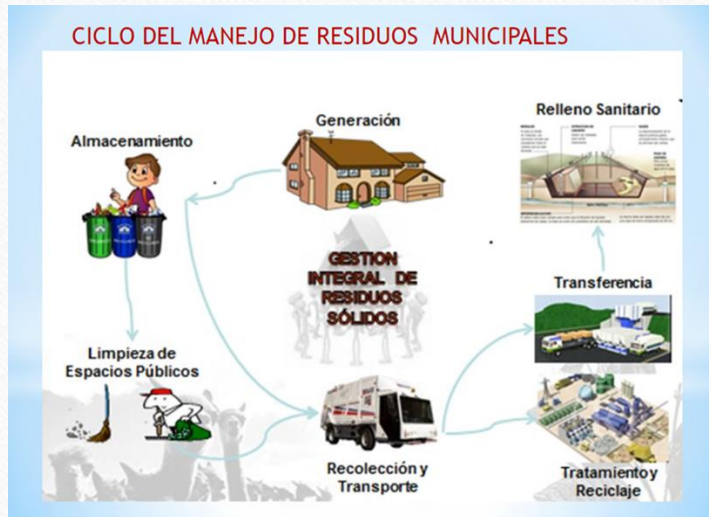 CICLO DEL MANEJO DE RESIDUOS  MUNICIPALES
Generación
Relleno Sanitario
Almacenamiento
GESTION
INTEGRAL  DE
RESIDUOS
SÓLIDOS
Transferencia
Limpieza de
Espacios Públicos
Recolección y
Transporte
Tratamiento y
Reciclaje